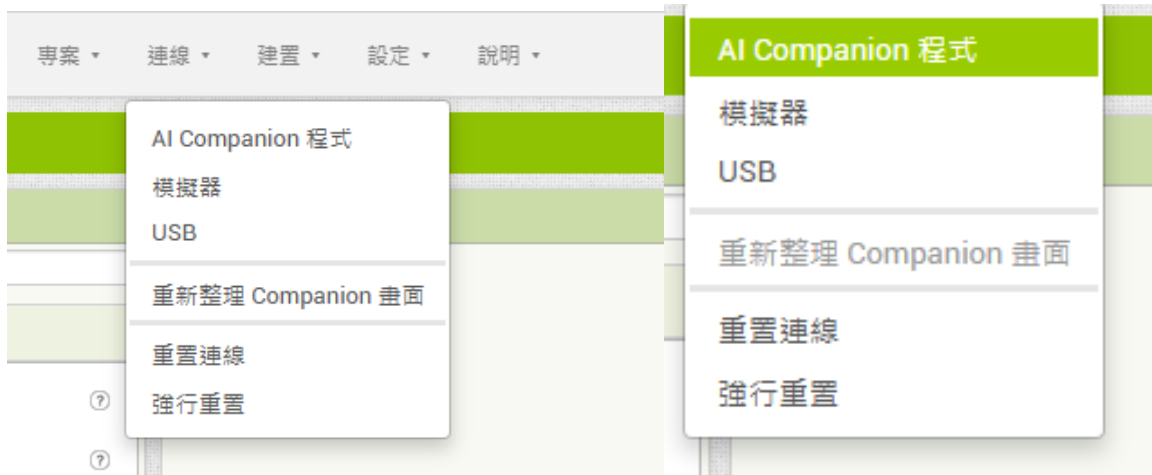 專案 ▾ 連線 ▾ 建置 ▾ 設定 ▾ 說明 ▾
AI Companion 程式
模擬器
USB
重新整理 Companion 畫面
重置連線
強行重置
AI Companion 程式
模擬器
USB
重新整理 Companion 畫面
重置連線
強行重置